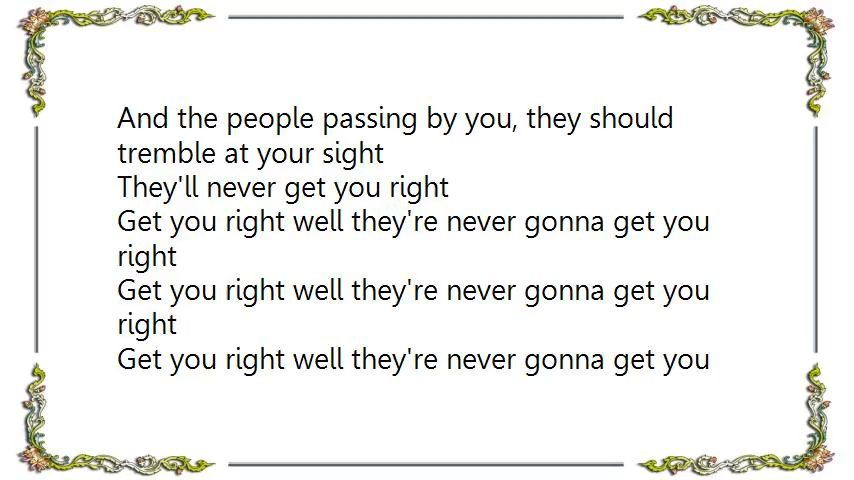 And the people passing by you, they should
tremble at your sight
They'll never get you right
Get you right well they're never gonna get you
right
Get you right well they're never gonna get you
right
Get you right well they're never gonna get you